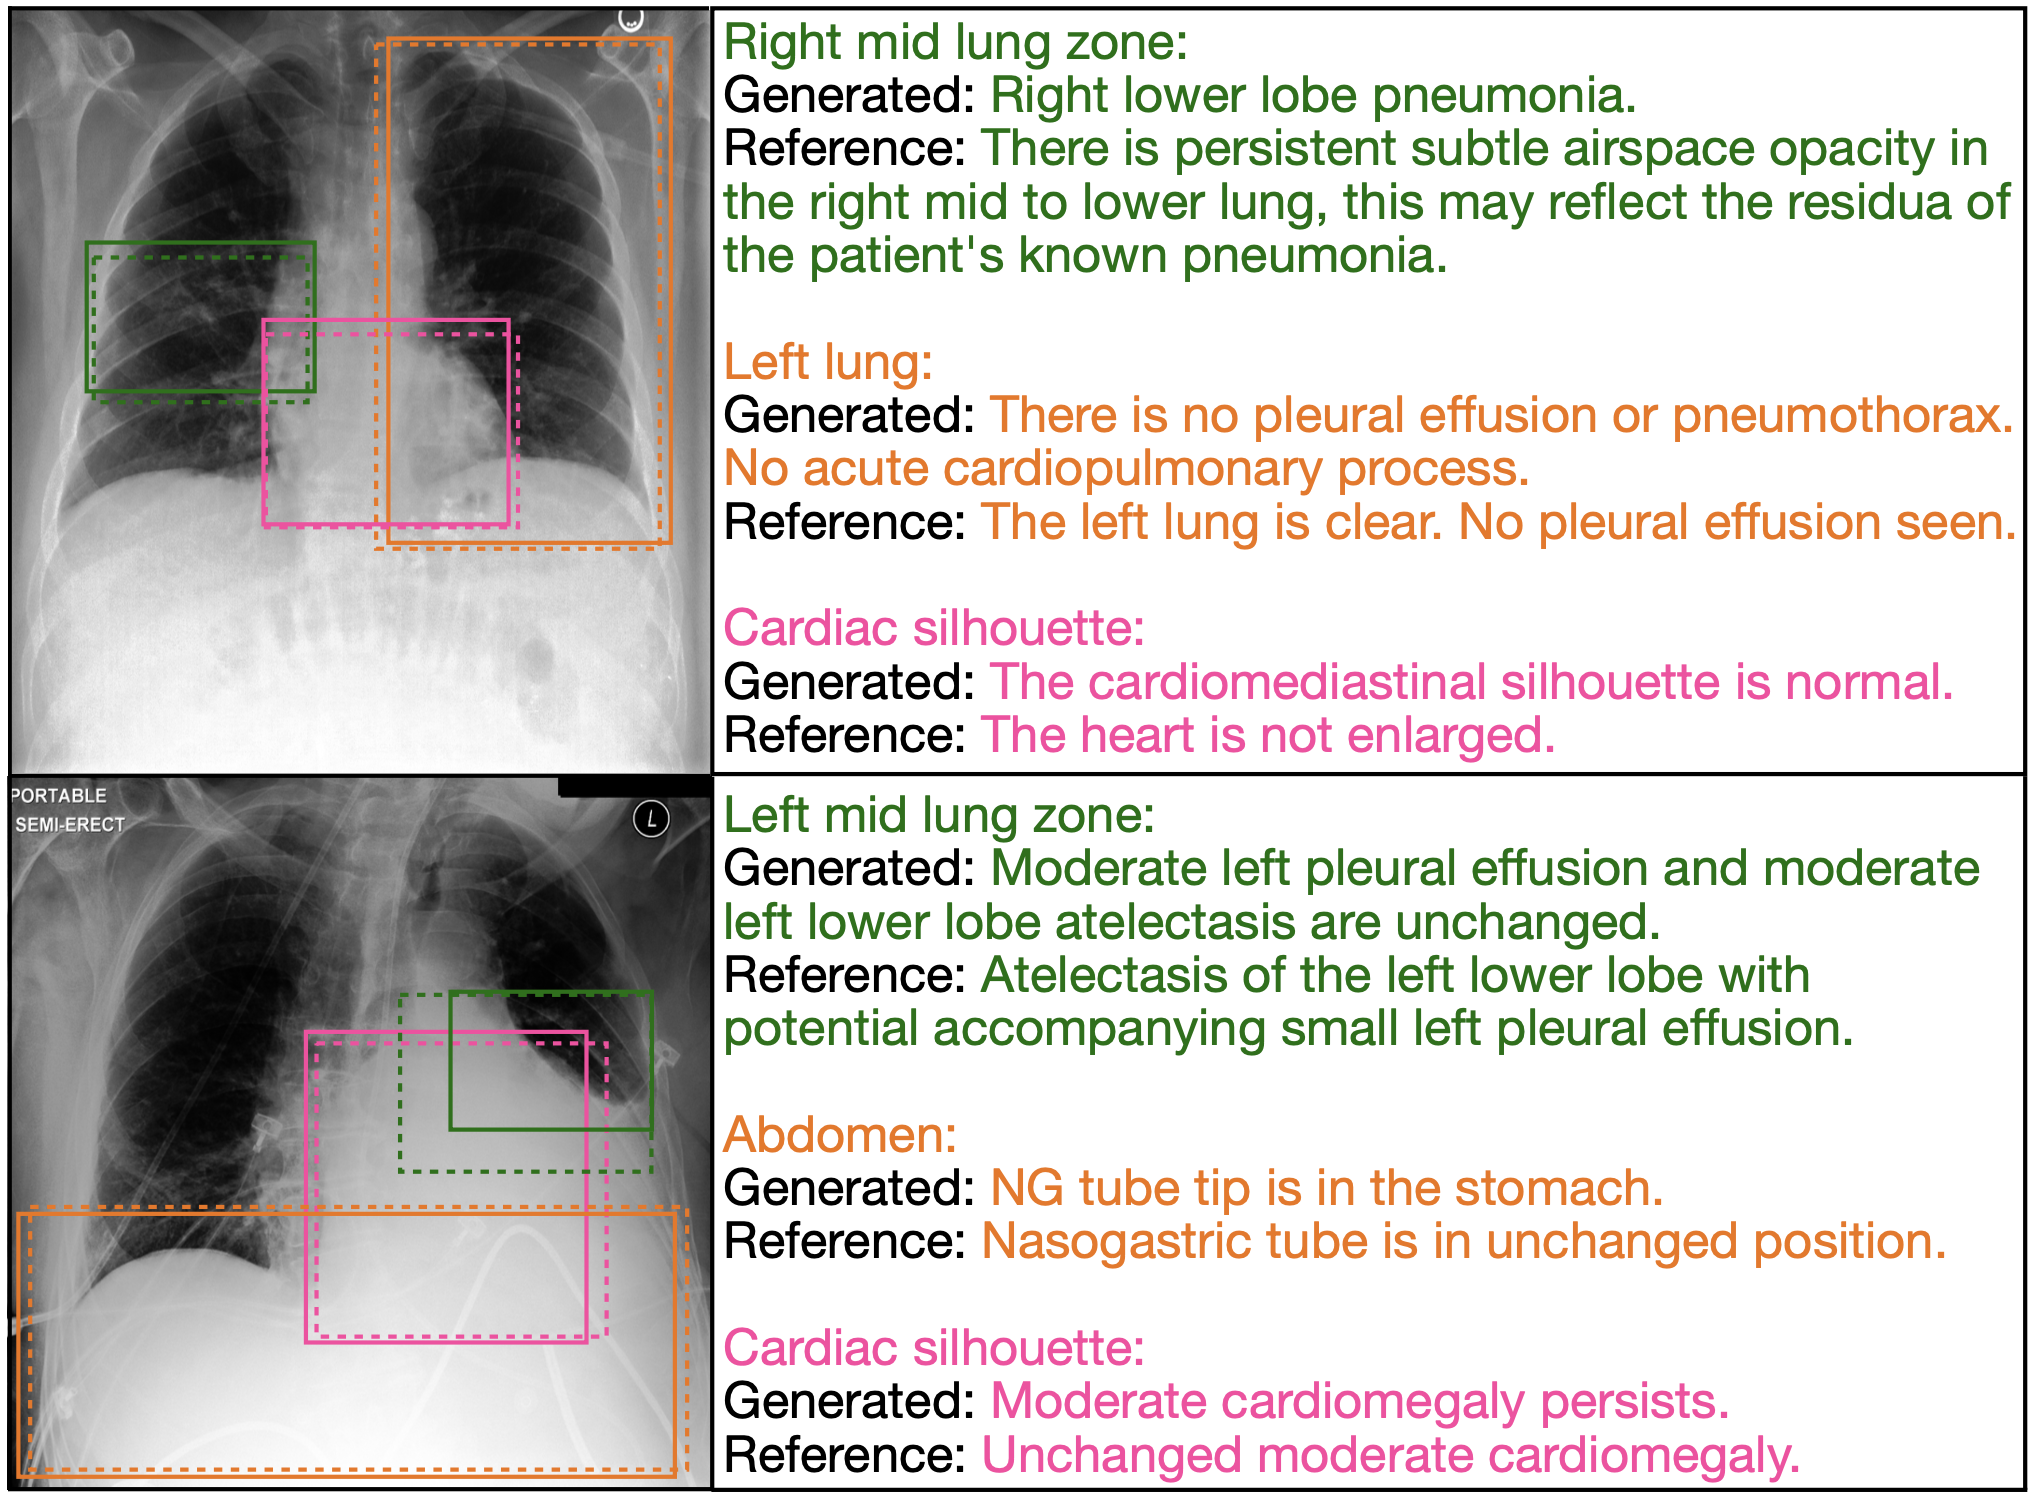 Right mid lung zone:
Generated: Right lower lobe pneumonia.
Reference: There is persistent subtle airspace opacity in
the right mid to lower lung, this may reflect the residua of
the patient's known pneumonia.
Left lung:
Generated: There is no pleural effusion or pneumothorax.
No acute cardiopulmonary process.
Reference: The left lung is clear. No pleural effusion seen.
Cardiac silhouette:
Generated: The cardiomediastinal silhouette is normal.
Reference: The heart is not enlarged.
PORTABLE
SEMI-ERECT
L
Left mid lung zone:
Generated: Moderate left pleural effusion and moderate
left lower lobe atelectasis are unchanged.
Reference: Atelectasis of the left lower lobe with
potential accompanying small left pleural effusion.
Abdomen:
Generated: NG tube tip is in the stomach.
Reference: Nasogastric tube is in unchanged position.
Cardiac silhouette:
Generated: Moderate cardiomegaly persists.
Reference: Unchanged moderate cardiomegaly.